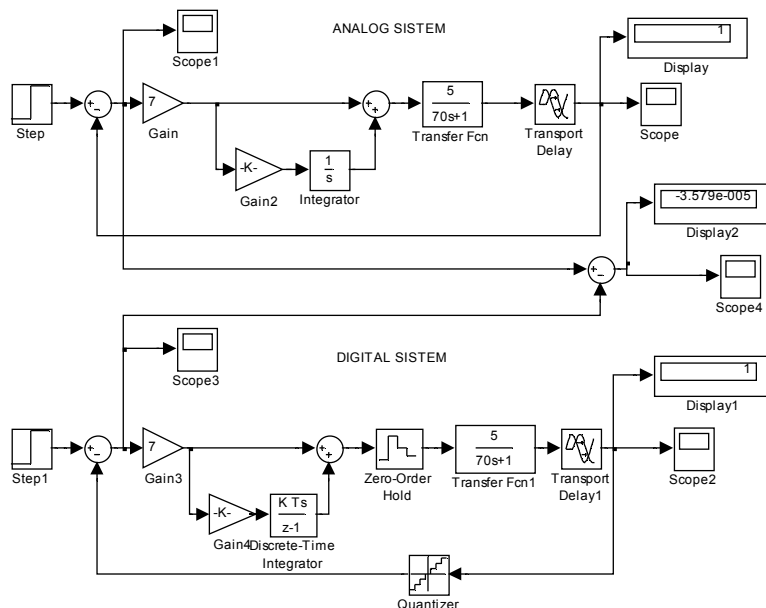 ANALOG SISTEM
1
Scope1
Display
Step
+
-
7
Gain
+
+
5
70s+1
Transfer Fcn
Transport
Delay
Scope
-K-
Gain2
1
s
Integrator
-3.579e-005
Display2
+
-
Scope4
DIGITAL SISTEM
Scope3
1
Display1
Step1
+
-
7
Gain3
+
+
Zero-Order
Hold
5
70s+1
Transfer Fcn1
Transport
Delay1
Scope2
-K-
Gain4
K Ts
z-1
Discrete-Time
Integrator
Quantizer